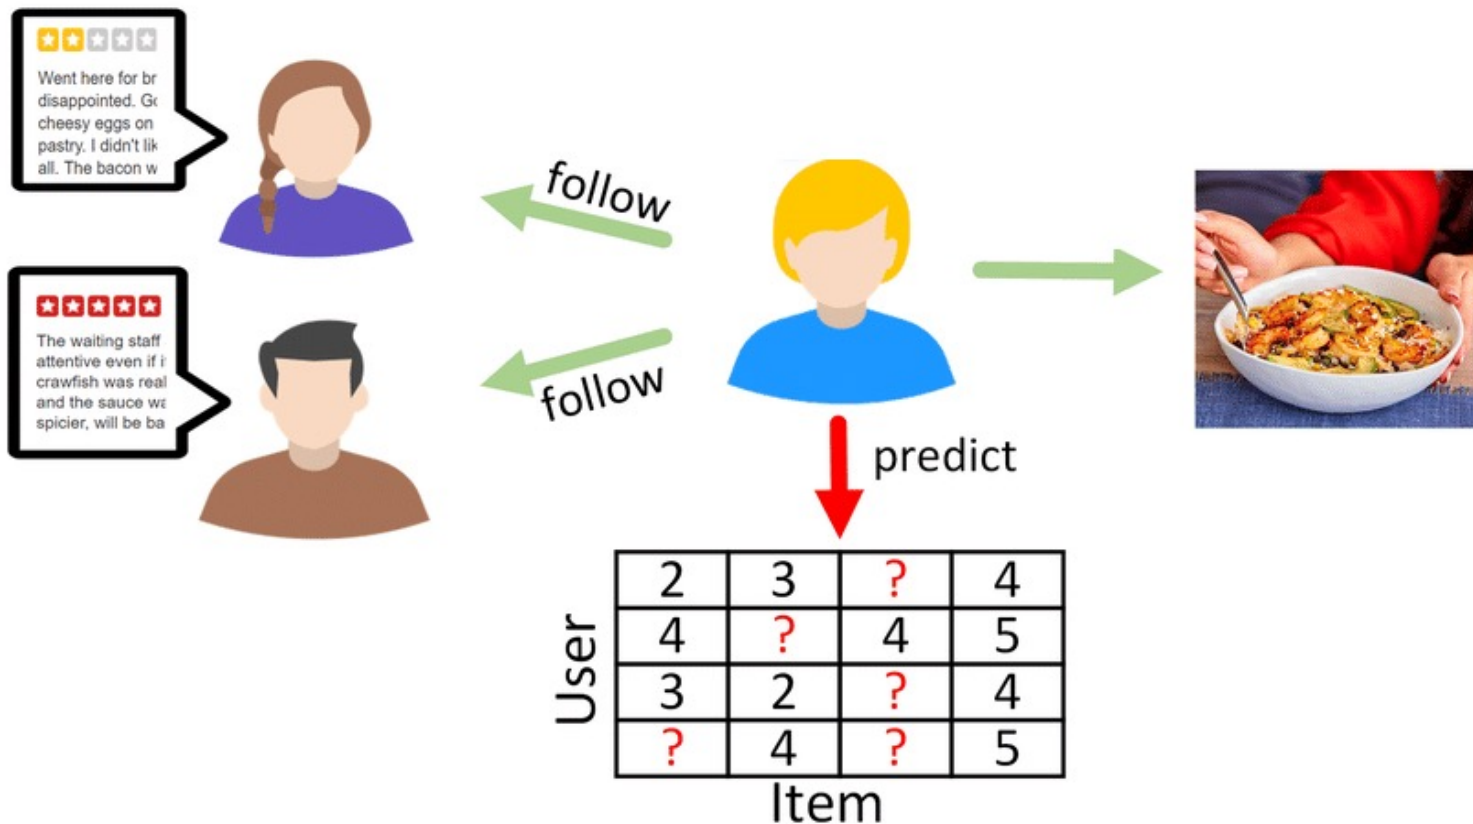 Went here for br
disappointed. Go
cheesy eggs on
pastry. I didn't lik
all. The bacon w
follow
The waiting staff
attentive even if i
crawfish was real
and the sauce wa
spicier, will be ba
follow
predict
User
2 3 ? 4
4 ? 4 5
3 2 ? 4
? 4 ? 5
Item